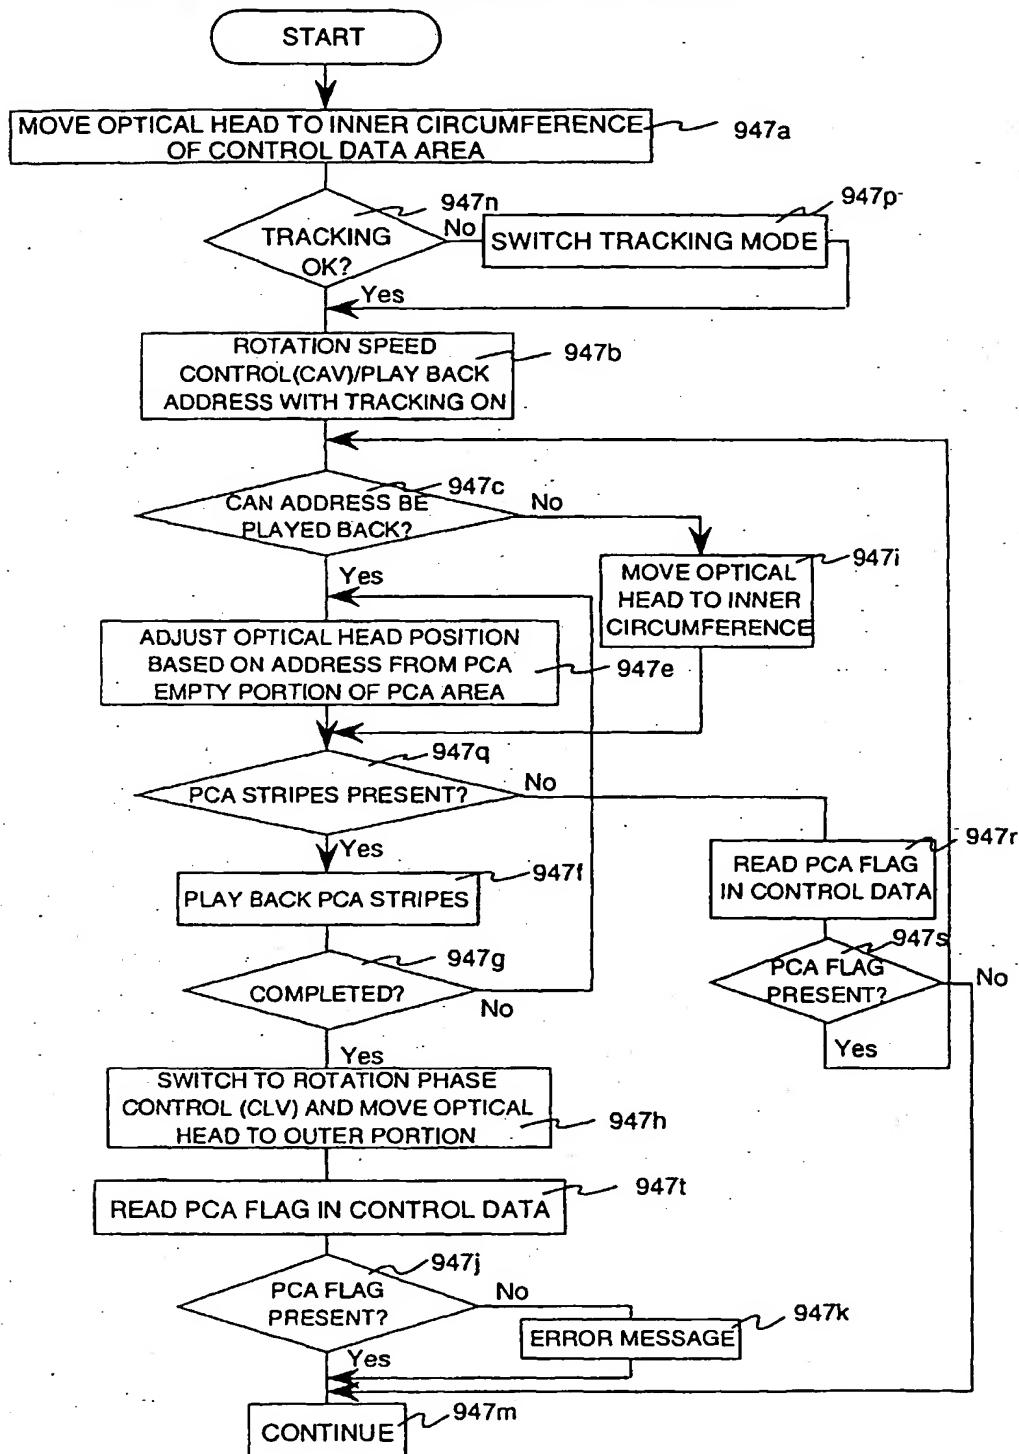 START
MOVE OPTICAL HEAD TO INNER CIRCUMFERENCE
OF CONTROL DATA AREA
947a
947n
TRACKING
OK?
No
947p
SWITCH TRACKING MODE
Yes
ROTATION SPEED
CONTROL(CAV)/PLAY BACK
ADDRESS WITH TRACKING ON
947b
947c
CAN ADDRESS BE
PLAYED BACK?
No
947i
MOVE OPTICAL
HEAD TO INNER
CIRCUMFERENCE
Yes
ADJUST OPTICAL HEAD POSITION
BASED ON ADDRESS FROM PCA
EMPTY PORTION OF PCA AREA
947e
947q
PCA STRIPES PRESENT?
No
947r
READ PCA FLAG
IN CONTROL DATA
Yes
947f
PLAY BACK PCA STRIPES
947s
PCA FLAG
PRESENT?
No
Yes
947g
COMPLETED?
No
Yes
SWITCH TO ROTATION PHASE
CONTROL (CLV) AND MOVE OPTICAL
HEAD TO OUTER PORTION
947h
947t
READ PCA FLAG IN CONTROL DATA
947j
PCA FLAG
PRESENT?
No
947k
ERROR MESSAGE
Yes
947m
CONTINUE